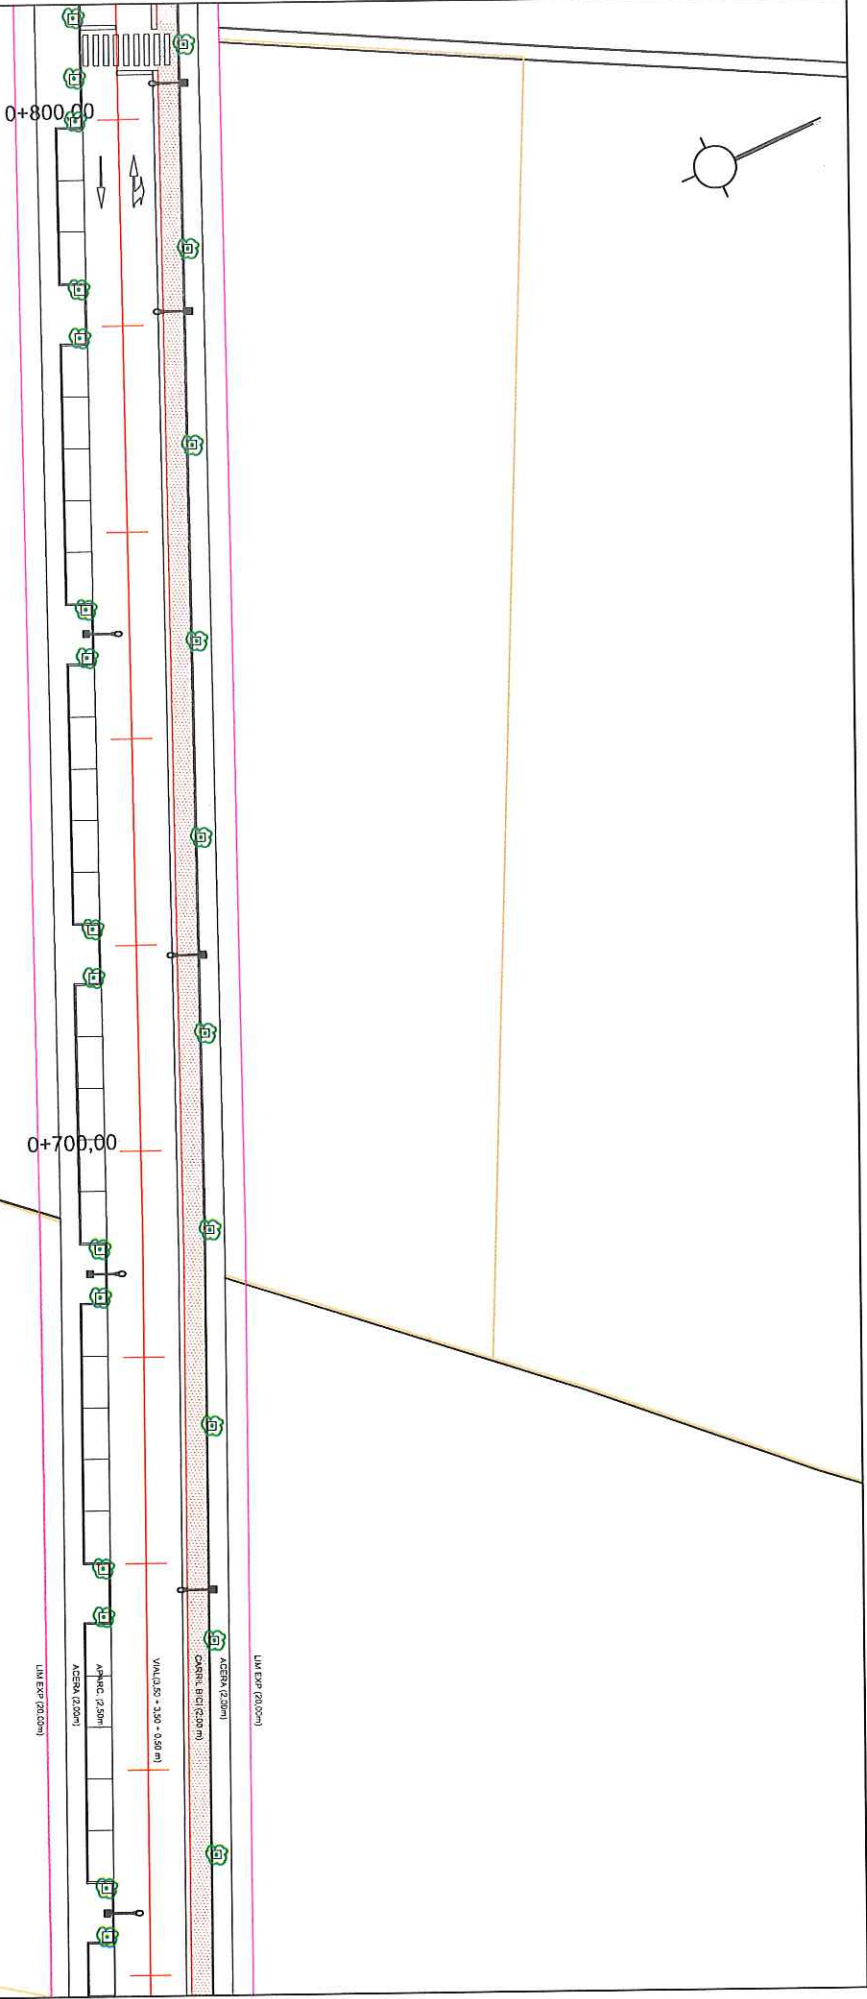 0+800,00
0+700,00
LIM EXP (20,00m)
ACERA (2,00m)
APARC. (2,50m)
VIAL(3,50 + 3,50 + 0,50 m)
CARRIL BICI (2,00 m)
ACERA (2,00m)
LIM EXP (20,00m)